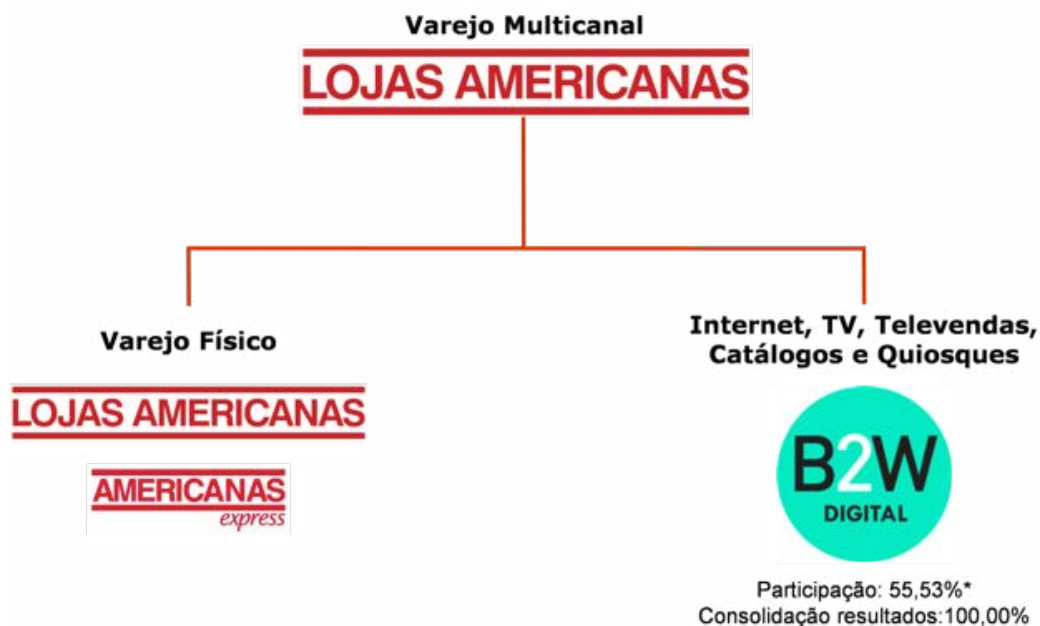 Varejo Multicanal
LOJAS AMERICANAS
Varejo Físico
LOJAS AMERICANAS
AMERICANAS
express
Internet, TV, Televendas,
Catálogos e Quiosques
B2W
DIGITAL
Participação: 55,53%*
Consolidação resultados:100,00%